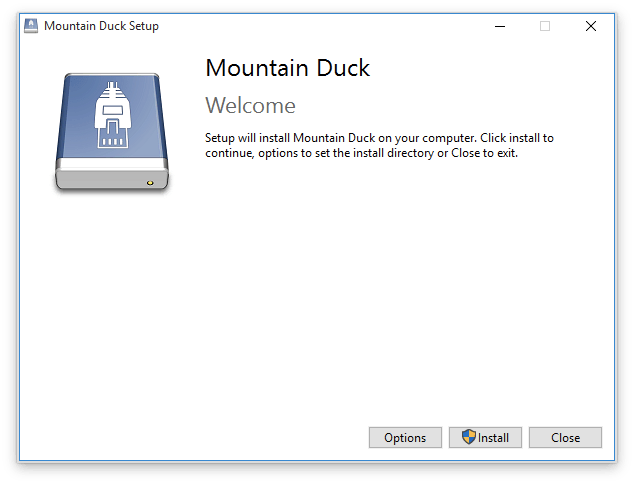 Mountain Duck Setup
Mountain Duck
Welcome
Setup will install Mountain Duck on your computer. Click install to
continue, options to set the install directory or Close to exit.
Options
Install
Close